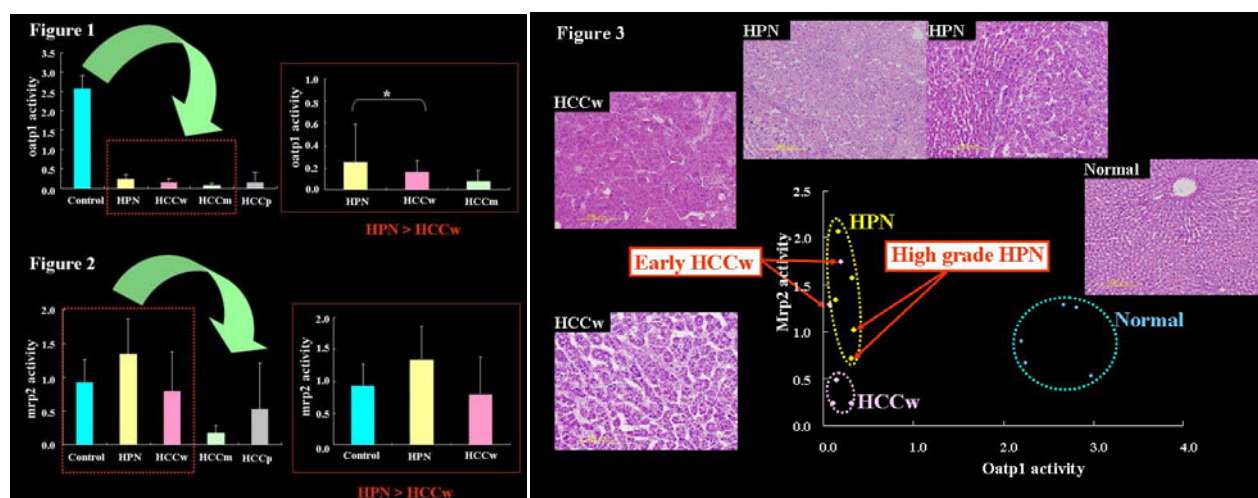 Figure 1
oatp1 activity
3.5
3.0
2.5
2.0
1.5
1.0
0.5
0
Control
HPN
HCCw
HCCm
HCCp
oatp1 activity
1.0
0.8
0.6
0.4
0.2
0
*
HPN
HCCw
HCCm
HPN > HCCw
Figure 2
mrp2 activity
2.0
1.5
1.0
0.5
0.0
Control
HPN
HCCw
HCCm
HCCp
mrp2 activity
2.0
1.5
1.0
0.5
0.0
Control
HPN
HCCw
HPN > HCCw
Figure 3
HPN
HPN
HCCw
Normal
HCCw
Mrp2 activity
2.5
2.0
1.5
1.0
0.5
0.0
HPN
Early HCCw
High grade HPN
Normal
HCCw
0.0
1.0
2.0
3.0
4.0
Oatp1 activity